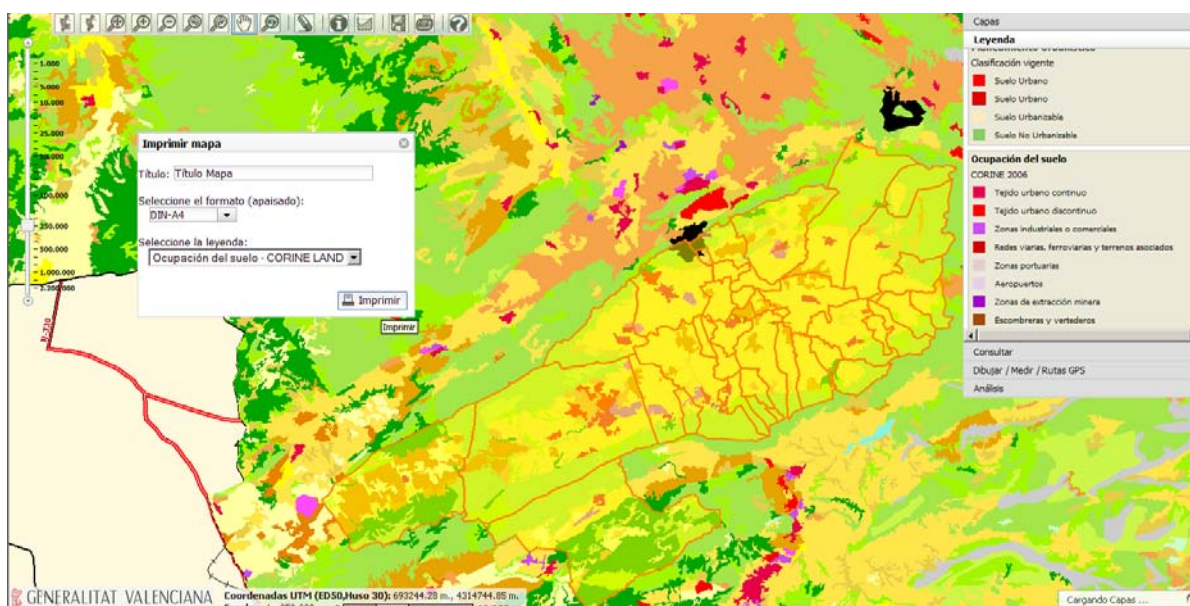 Capas
Leyenda
Planeamiento Urbanístico
Clasificación vigente
Suelo Urbano
Suelo Urbano
Suelo Urbanizable
Suelo No Urbanizable
Ocupación del suelo
CORINE 2006
Tejido urbano continuo
Tejido urbano discontinuo
Zonas industriales o comerciales
Redes viarias, ferroviarias y terrenos asociados
Zonas portuarias
Aeropuertos
Zonas de extracción minera
Escombreras y vertederos
Consultar
Dibujar / Medir / Rutas GPS
Análisis
1.000
5.000
10.000
25.000
250.000
500.000
1.000.000
Imprimir mapa
Título: Título Mapa
Seleccione el formato (apaisado):
DIN-A4
Seleccione la leyenda:
Ocupación del suelo - CORINE LAND
Imprimir
Imprimir
GENERALITAT VALENCIANA
Coordenadas UTM (ED50,Huso 30): 693244.28 m., 4314744.85 m.
Cargando Capas ...